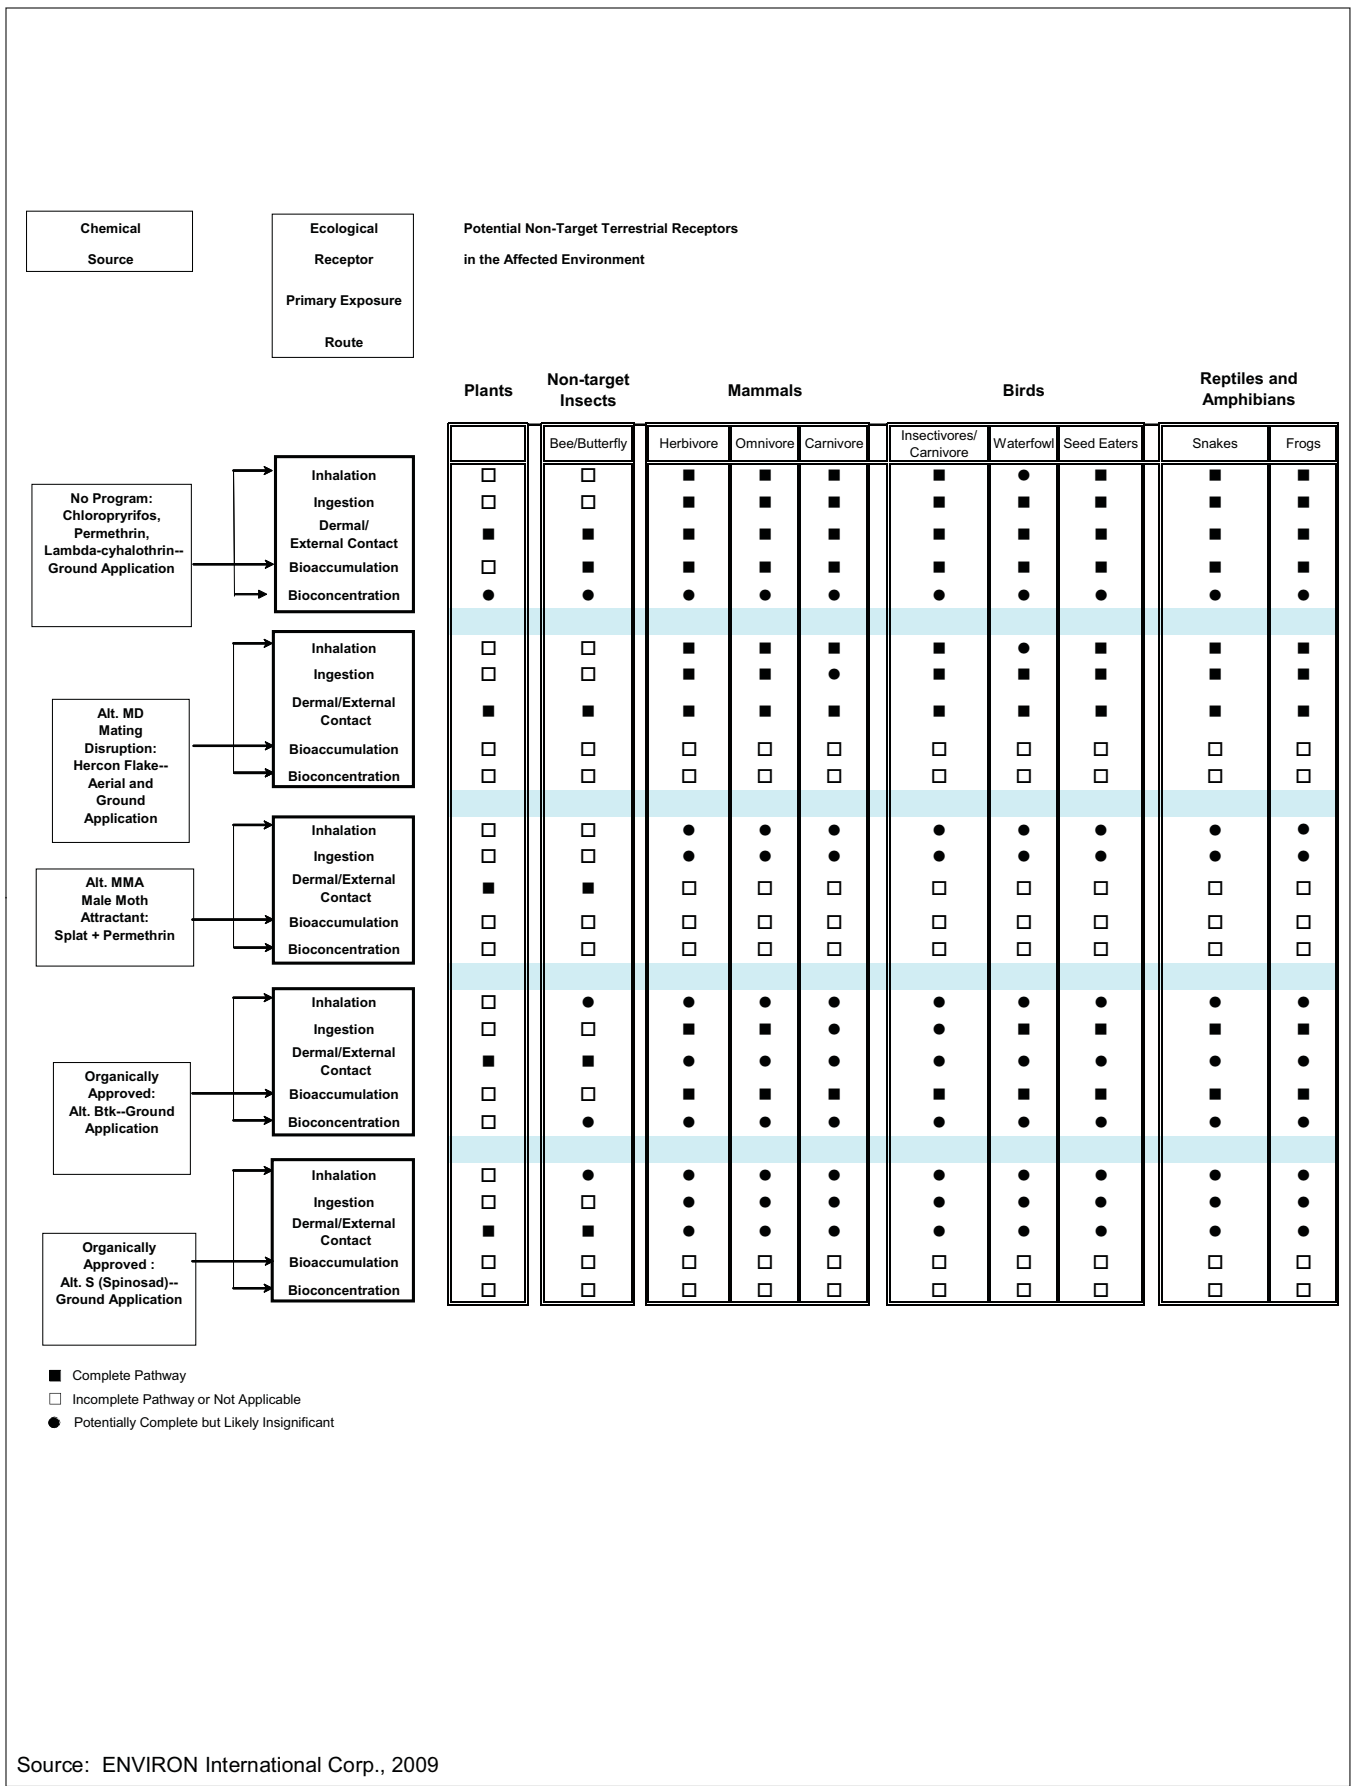 Chemical
Source
Ecological
Receptor
Primary Exposure
Route
Potential Non-Target Terrestrial Receptors
in the Affected Environment
Plants
Non-target
Insects
Mammals
Birds
Reptiles and
Amphibians
Bee/Butterfly
Herbivore
Omnivore
Carnivore
Insectivores/
Carnivore
Waterfowl
Seed Eaters
Snakes
Frogs
No Program:
Chloropryrifos,
Permethrin,
Lambda-cyhalothrin--
Ground Application
Inhalation
Ingestion
Dermal/
External Contact
Bioaccumulation
Bioconcentration
Alt. MD
Mating
Disruption:
Hercon Flake--
Aerial and
Ground
Application
Inhalation
Ingestion
Dermal/External
Contact
Bioaccumulation
Bioconcentration
Alt. MMA
Male Moth
Attractant:
Splat + Permethrin
Inhalation
Ingestion
Dermal/External
Contact
Bioaccumulation
Bioconcentration
Organically
Approved:
Alt. Btk--Ground
Application
Inhalation
Ingestion
Dermal/External
Contact
Bioaccumulation
Bioconcentration
Organically
Approved :
Alt. S (Spinosad)--
Ground Application
Inhalation
Ingestion
Dermal/External
Contact
Bioaccumulation
Bioconcentration
Complete Pathway
Incomplete Pathway or Not Applicable
Potentially Complete but Likely Insignificant
Source: ENVIRON International Corp., 2009